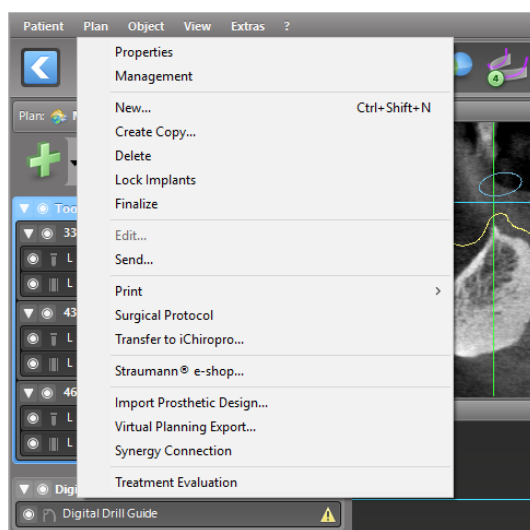 Patient Plan Object View Extras ?
Properties
Management
4
New... Ctrl+Shift+N
Plan:
Create Copy...
Delete
Lock Implants
Finalize
33
Edit...
L
Send...
L
Print
43
Surgical Protocol
L
Transfer to iChiropro...
L
Straumann® e-shop...
46
Import Prosthetic Design...
L
Virtual Planning Export...
L
Synergy Connection
Treatment Evaluation
Digital Drill Guide